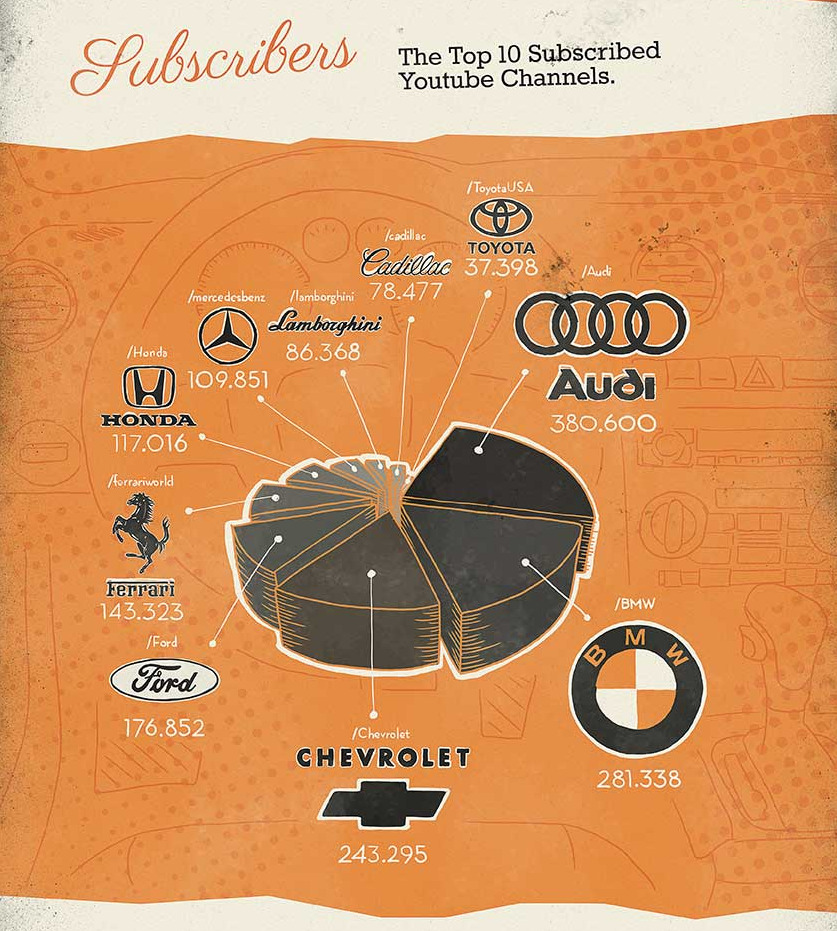 Subscribers
The Top 10 Subscribed
Youtube Channels.
/ToyotaUSA
TOYOTA
37.398
/cadillac
Cadillac
78.477
/Audi
Audi
380.600
/mercedesbenz
109.851
/lamborghini
Lamborghini
86.368
/Honda
HONDA
117.016
/ferrariworld
Ferrari
143.323
/Ford
Ford
176.852
/BMW
BMW
281.338
/Chevrolet
CHEVROLET
243.295